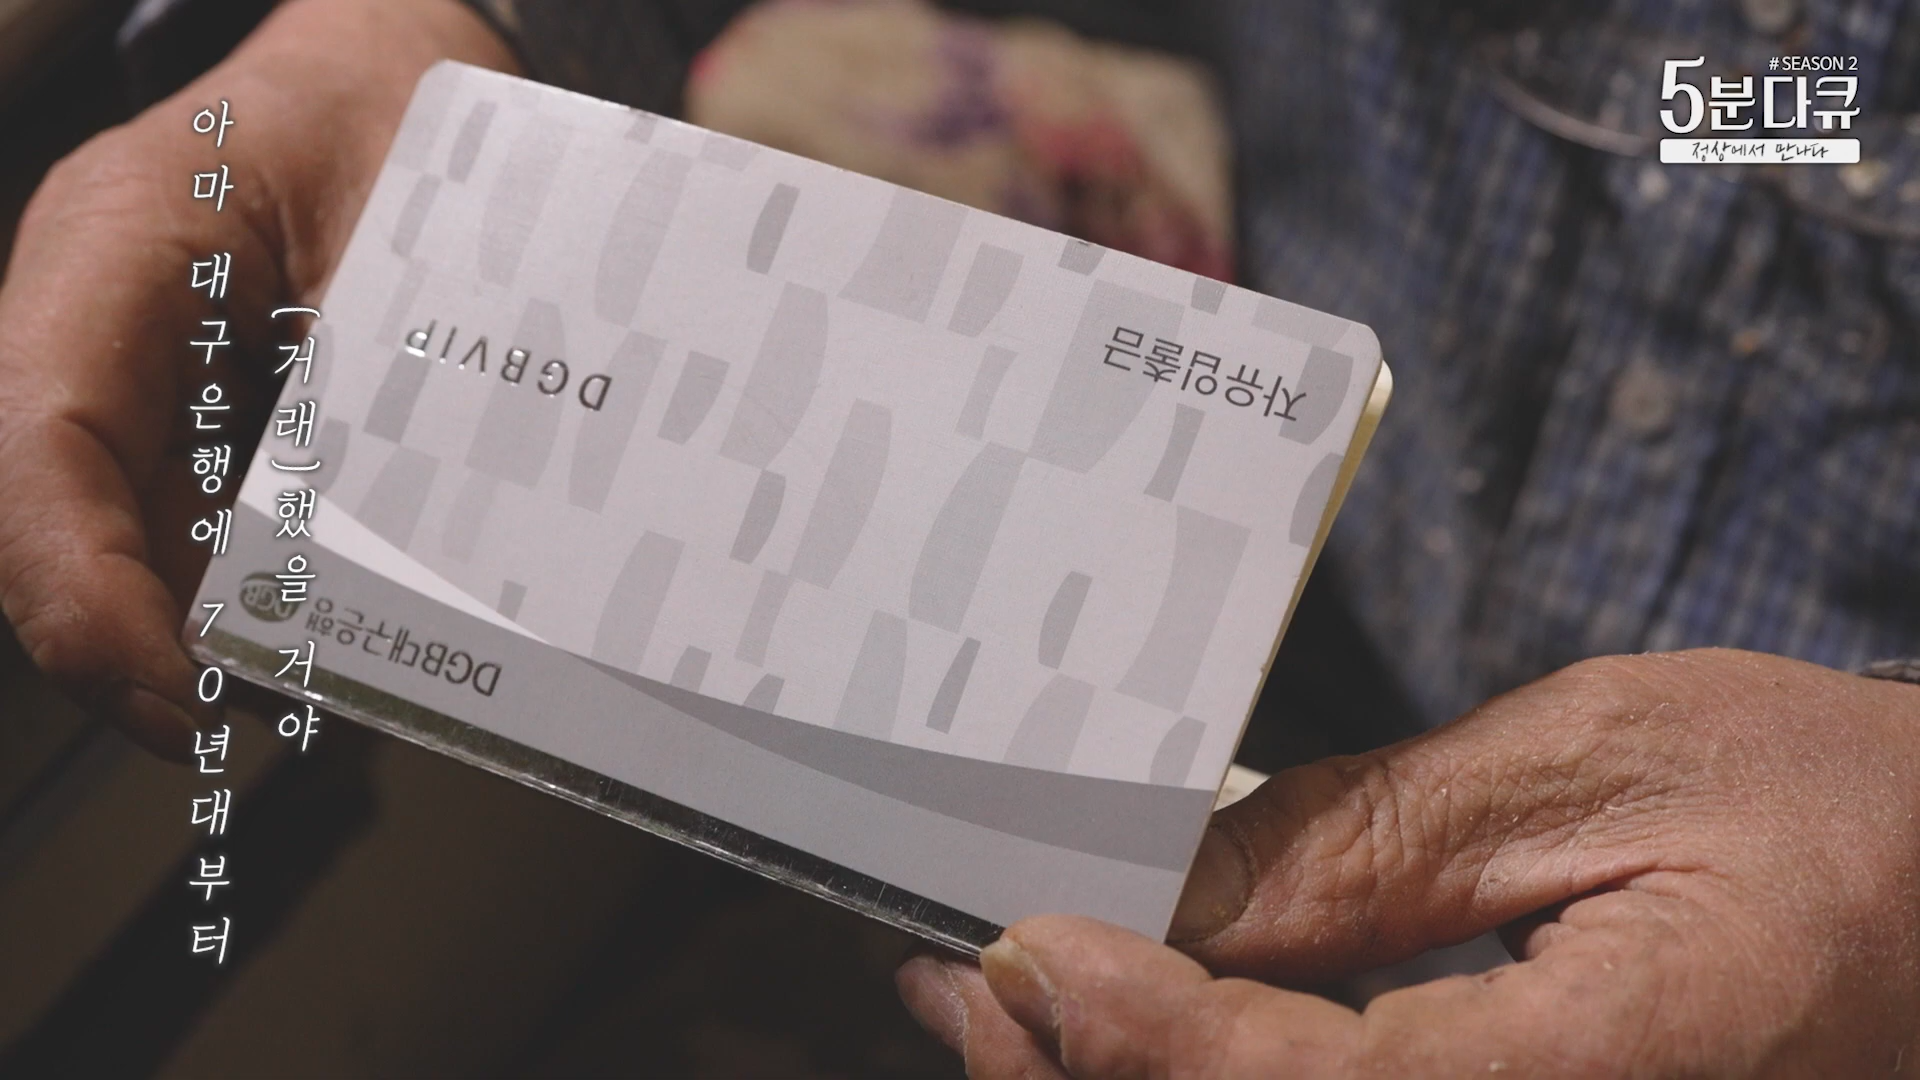 # SEASON 2
5분다큐
정상에서 만나다
아마 대구은행에 70년대부터
(거래)했을 거야
자유입출금
DGBVIP
DGB DGB대구은행